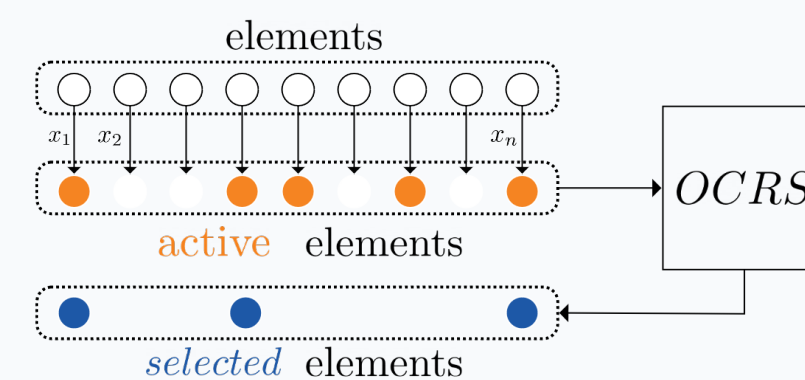 elements
x1 x2 xn
OCRS
active elements
selected elements